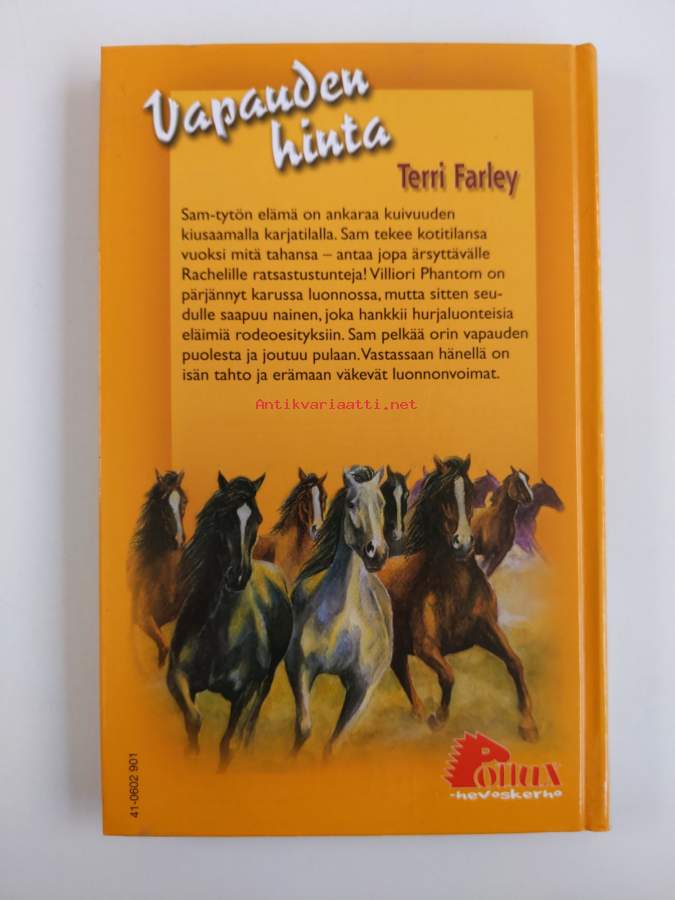 Vapauden
hinta
Terri Farley
Sam-tytön elämä on ankaraa kuivuuden
kiusaamalla karjatilalla. Sam tekee kotitilansa
vuoksi mitä tahansa – antaa jopa ärsyttävälle
Rachelille ratsastustunteja! Villiori Phantom on
pärjännyt karussa luonnossa, mutta sitten seu-
dulle saapuu nainen, joka hankkii hurjaluonteisia
eläimiä rodeoesityksiin. Sam pelkää orin vapauden
puolesta ja joutuu pulaan. Vastassaan hänellä on
isän tahto ja erämaan väkevät luonnonvoimat.
Antikvariaatti.net
Pollux
-hevoskerho
41-0602 901